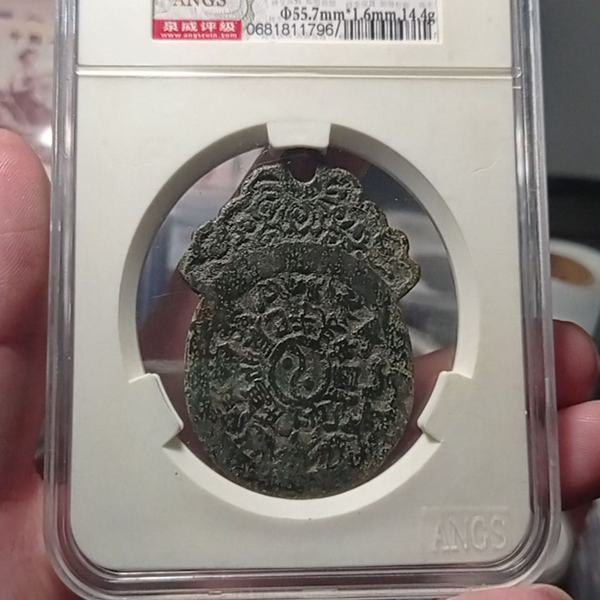 ANGS
Φ55.7mm*1.6mm,14.4g
泉威评级
www.angscoin.com
0681811796/
ANGS